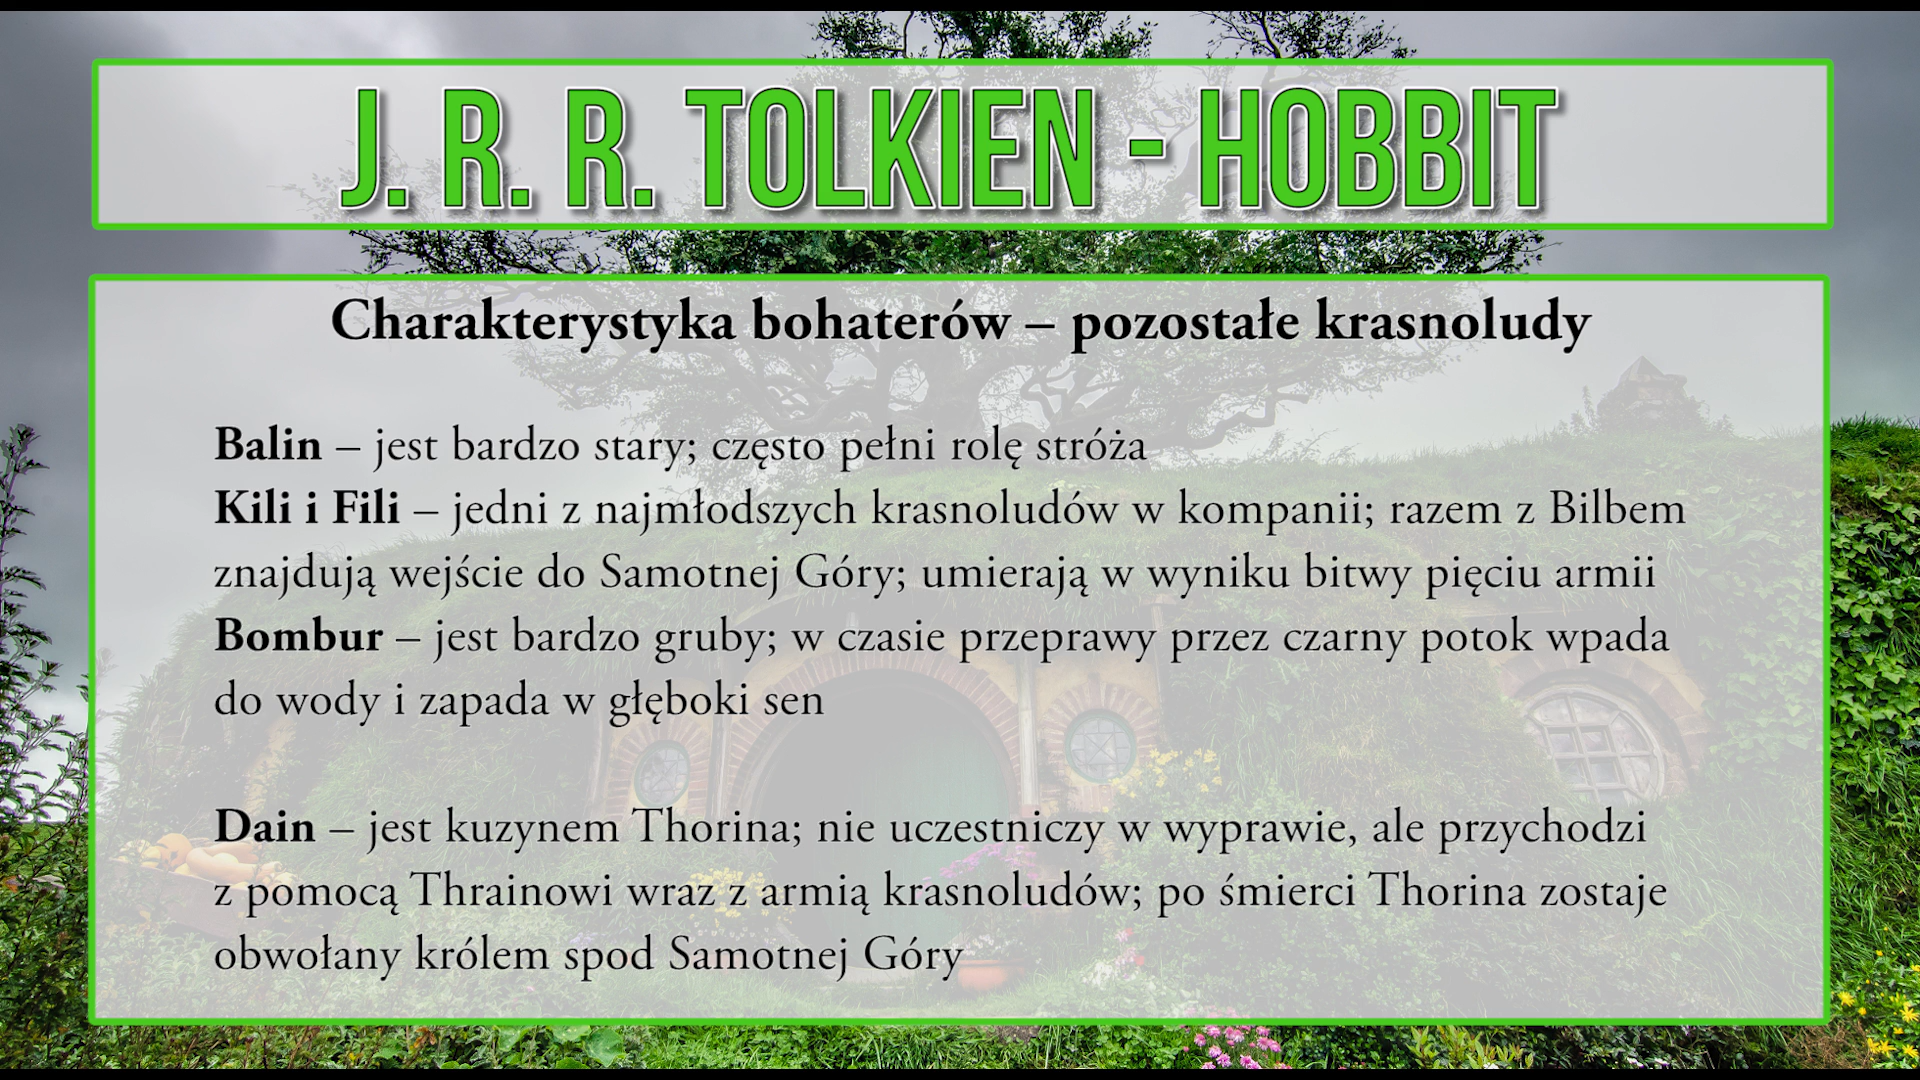 J. R. R. TOLKIEN - HOBBIT
Charakterystyka bohaterów – pozostałe krasnoludy
Balin – jest bardzo stary; często pełni rolę stróża
Kili i Fili – jedni z najmłodszych krasnoludów w kompanii; razem z Bilbem
znajdują wejście do Samotnej Góry; umierają w wyniku bitwy pięciu armii
Bombur – jest bardzo gruby; w czasie przeprawy przez czarny potok wpada
do wody i zapada w głęboki sen
Dain – jest kuzynem Thorina; nie uczestniczy w wyprawie, ale przychodzi
z pomocą Thrainowi wraz z armią krasnoludów; po śmierci Thorina zostaje
obwołany królem spod Samotnej Góry